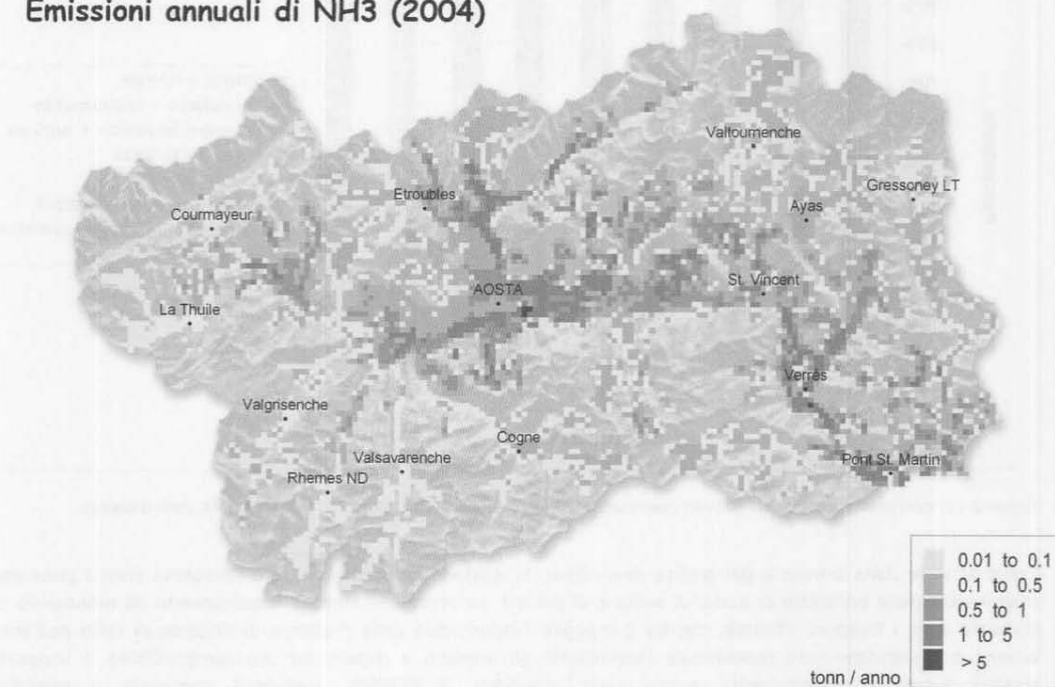 Emissioni annuali di NH3 (2004)
Valtournenche
Gressoney LT
Etroubles
Ayas
Courmayeur
St. Vincent
AOSTA
La Thuile
Verrès
Valgrisenche
Cogne
Valsavarenche
Pont St. Martin
Rhemes ND
0.01 to 0.1
0.1 to 0.5
0.5 to 1
1 to 5
> 5
tonn / anno